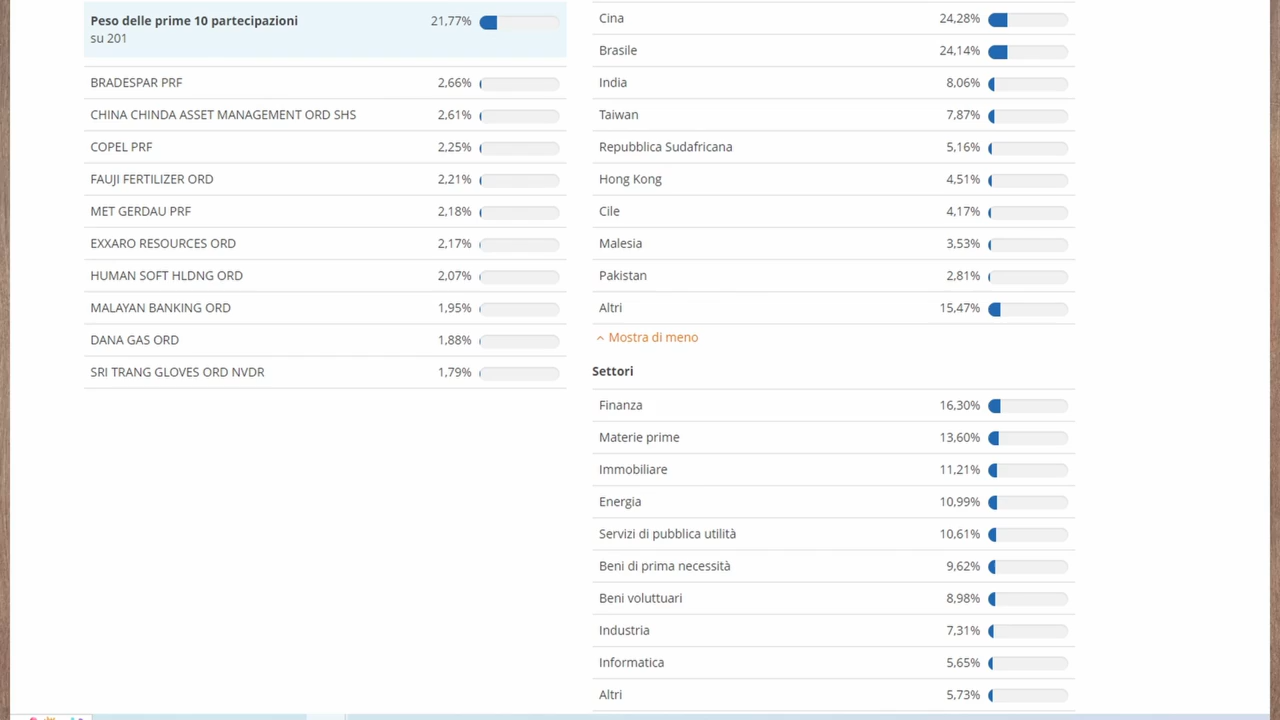 Peso delle prime 10 partecipazioni 21,77%
su 201
BRADESPAR PRF 2,66%
CHINA CHINDA ASSET MANAGEMENT ORD SHS 2,61%
COPEL PRF 2,25%
FAUJI FERTILIZER ORD 2,21%
MET GERDAU PRF 2,18%
EXXARO RESOURCES ORD 2,17%
HUMAN SOFT HLDNG ORD 2,07%
MALAYAN BANKING ORD 1,95%
DANA GAS ORD 1,88%
SRI TRANG GLOVES ORD NVDR 1,79%
Cina 24,28%
Brasile 24,14%
India 8,06%
Taiwan 7,87%
Repubblica Sudafricana 5,16%
Hong Kong 4,51%
Cile 4,17%
Malesia 3,53%
Pakistan 2,81%
Altri 15,47%
Mostra di meno
Settori
Finanza 16,30%
Materie prime 13,60%
Immobiliare 11,21%
Energia 10,99%
Servizi di pubblica utilità 10,61%
Beni di prima necessità 9,62%
Beni voluttuari 8,98%
Industria 7,31%
Informatica 5,65%
Altri 5,73%